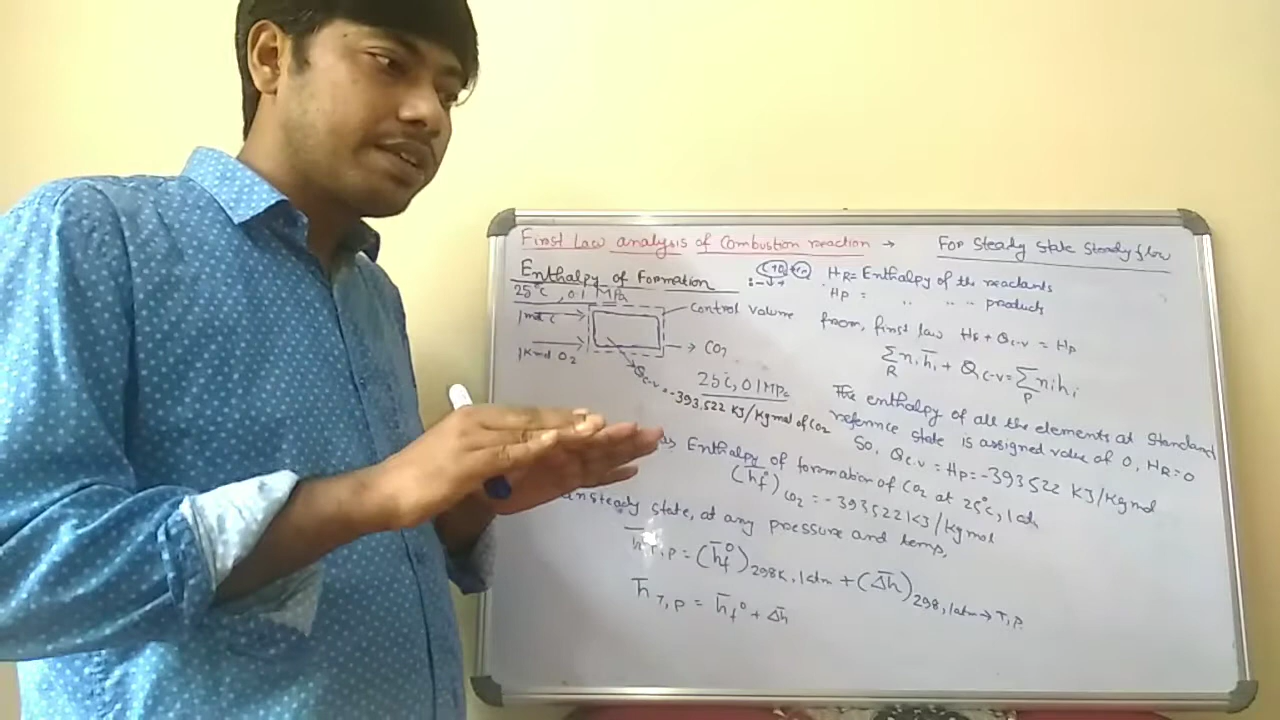 First Law analysis of Combustion reaction → For Steady State Steady flow
Enthalpy of Formation
25°C, 0.1 MPa
1 mol C
1 Kmol O2
Control Volume
→ CO2
25°C, 0.1 MPa
Qc-v = -393,522 KJ/Kgmol of CO2
HR = Enthalpy of the reactants
HP = " " " products
from, first law HR + Qc-v = HP
∑R ni h̄i + Qc-v = ∑P ni hi
The enthalpy of all the elements at Standard
refernce state is assigned value of 0, HR = 0
So, Qc.v = HP = -393522 KJ/Kgmol
Enthalpy of formation of CO2 at 25°C, 1 atm
(h̄f°)CO2 = -393522 KJ/Kgmol
steady state, at any pressure and temp,
h̄T,P = (h̄f°)298K, 1atm + (Δh̄)298, 1atm → T, P
h̄T,P = h̄f° + Δh̄